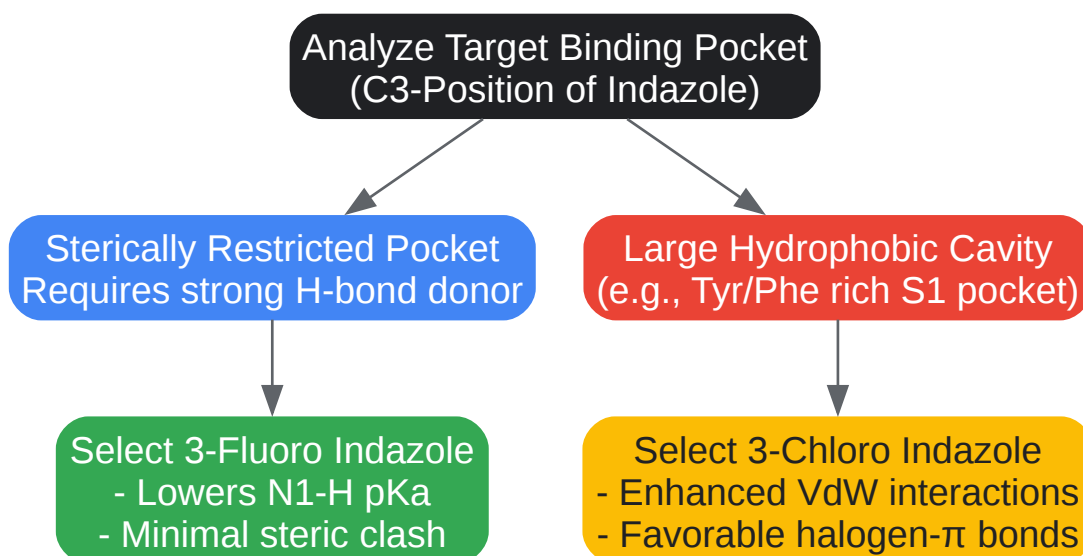 Analyze Target Binding Pocket
(C3-Position of Indazole)
Sterically Restricted Pocket
Requires strong H-bond donor
Large Hydrophobic Cavity
(e.g., Tyr/Phe rich S1 pocket)
Select 3-Fluoro Indazole
- Lowers N1-H pKa
- Minimal steric clash
Select 3-Chloro Indazole
- Enhanced VdW interactions
- Favorable halogen-π bonds